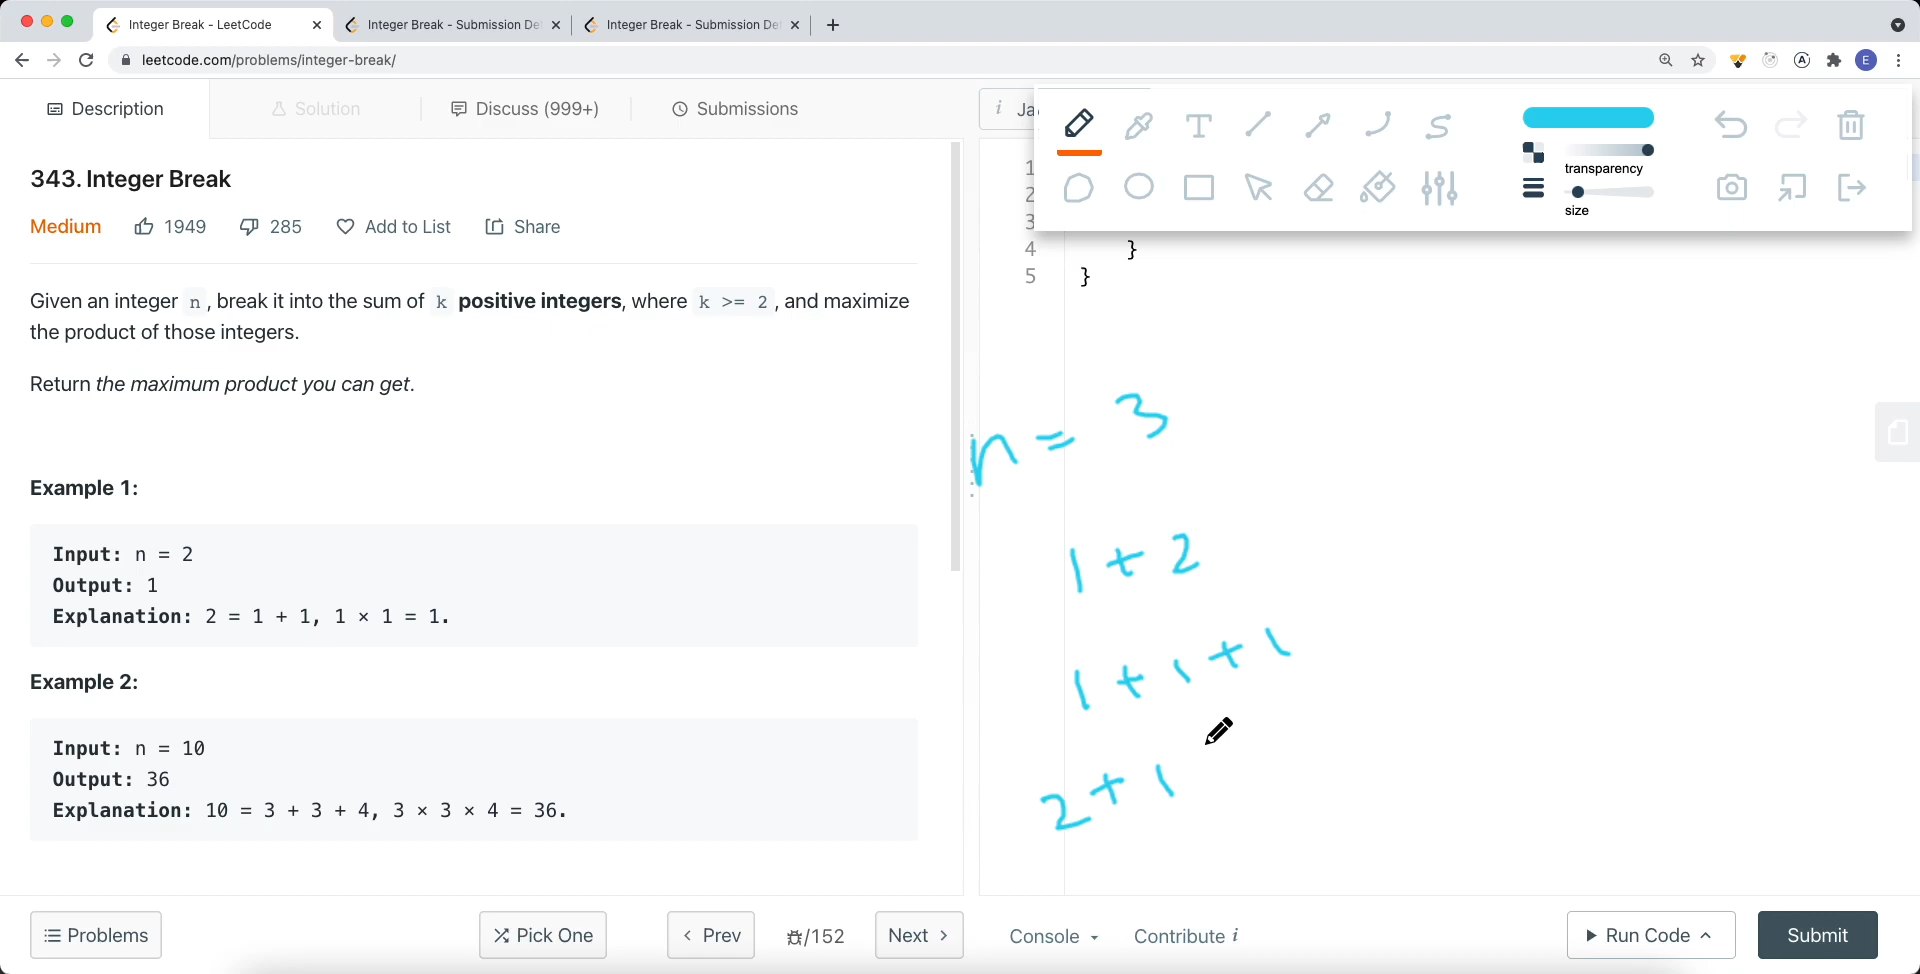 Integer Break - LeetCode
Integer Break - Submission De
Integer Break - Submission De
leetcode.com/problems/integer-break/
E
Description
Solution
Discuss (999+)
Submissions
i Ja
transparency
size
343. Integer Break
Medium 1949 285 Add to List Share
Given an integer n, break it into the sum of k positive integers, where k >= 2, and maximize
the product of those integers.
Return the maximum product you can get.
Example 1:
Input: n = 2
Output: 1
Explanation: 2 = 1 + 1, 1 × 1 = 1.
Example 2:
Input: n = 10
Output: 36
Explanation: 10 = 3 + 3 + 4, 3 × 3 × 4 = 36.
1
2
3
4 }
5 }
n = 3
1 + 2
1 + 1 + 1
2 + 1
Problems
Pick One
Prev
/152
Next
Console
Contribute i
Run Code
Submit